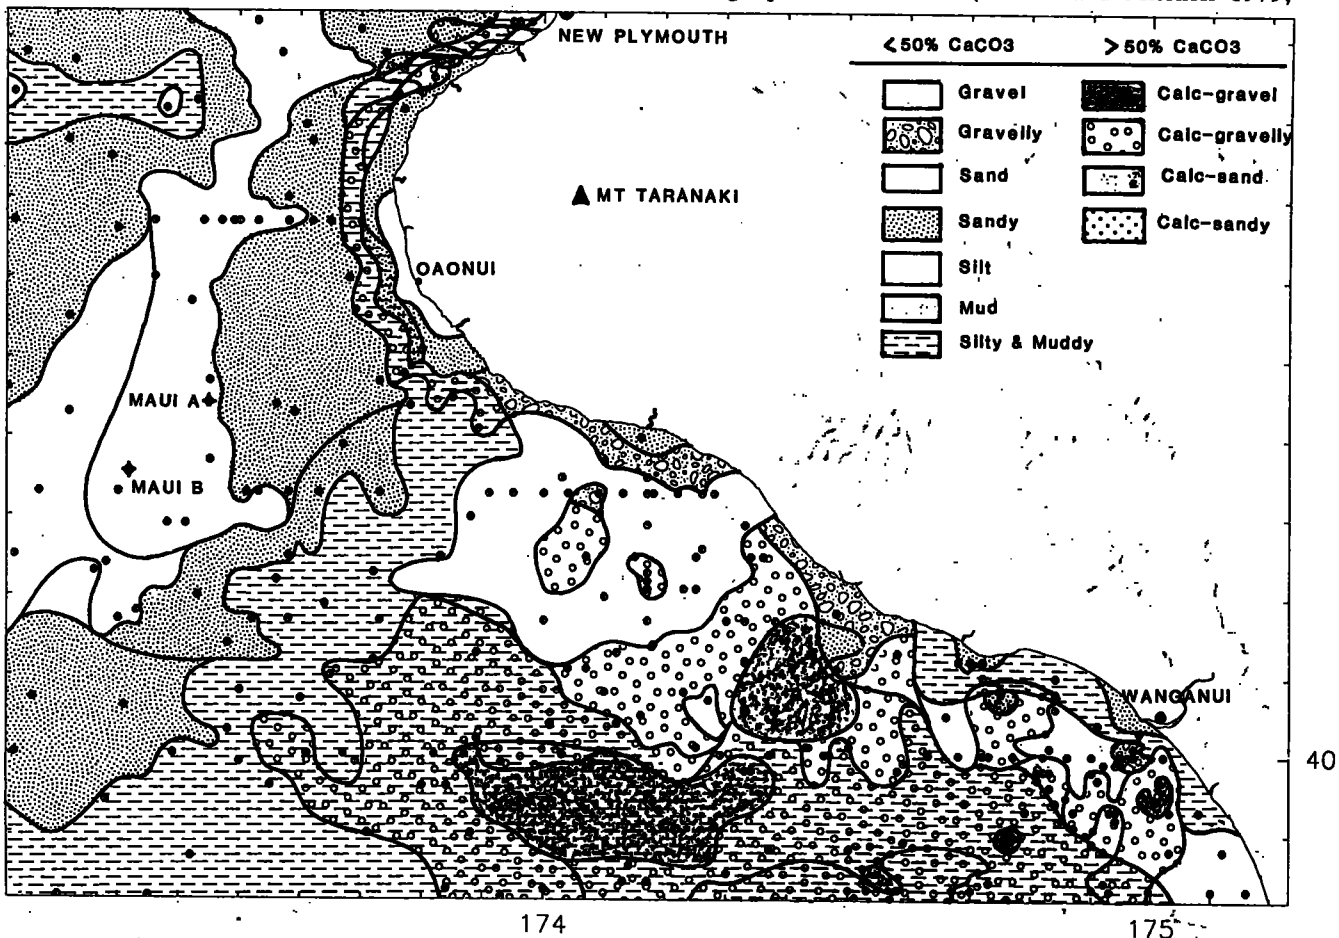 NEW PLYMOUTH
<50% CaCO3
>50% CaCO3
Gravel
Calc-gravel
Gravelly
Calc-gravelly
Sand
Calc-sand
Sandy
Calc-sandy
Silt
Mud
Silty & Muddy
MT TARANAKI
OAONUI
MAUI A
MAUI B
WANGANUI
40
174
175